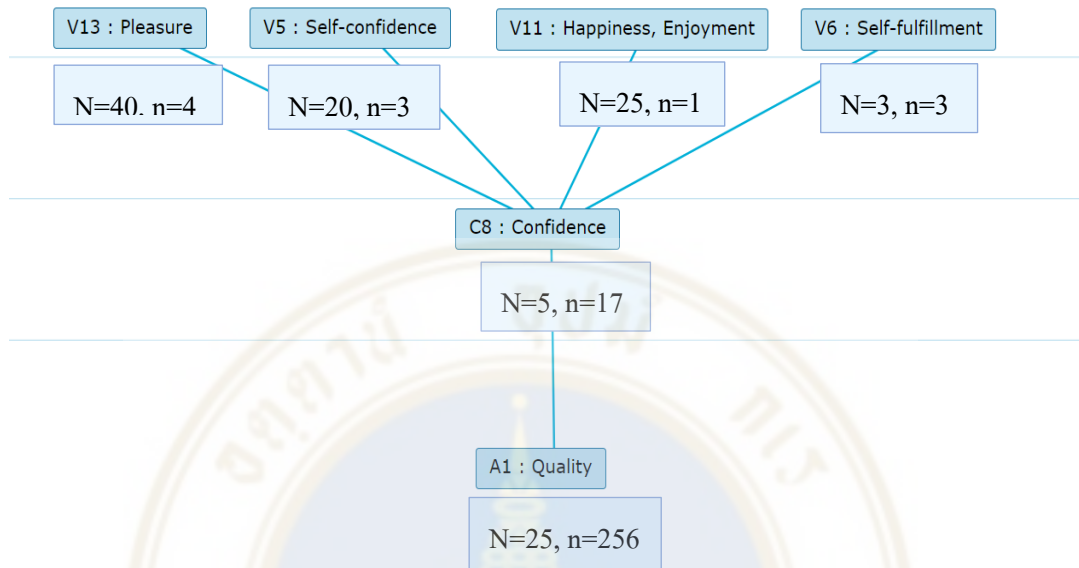 V13 : Pleasure
V5 : Self-confidence
V11 : Happiness, Enjoyment
V6 : Self-fulfillment
N=40, n=4
N=20, n=3
N=25, n=1
N=3, n=3
C8 : Confidence
N=5, n=17
A1 : Quality
N=25, n=256